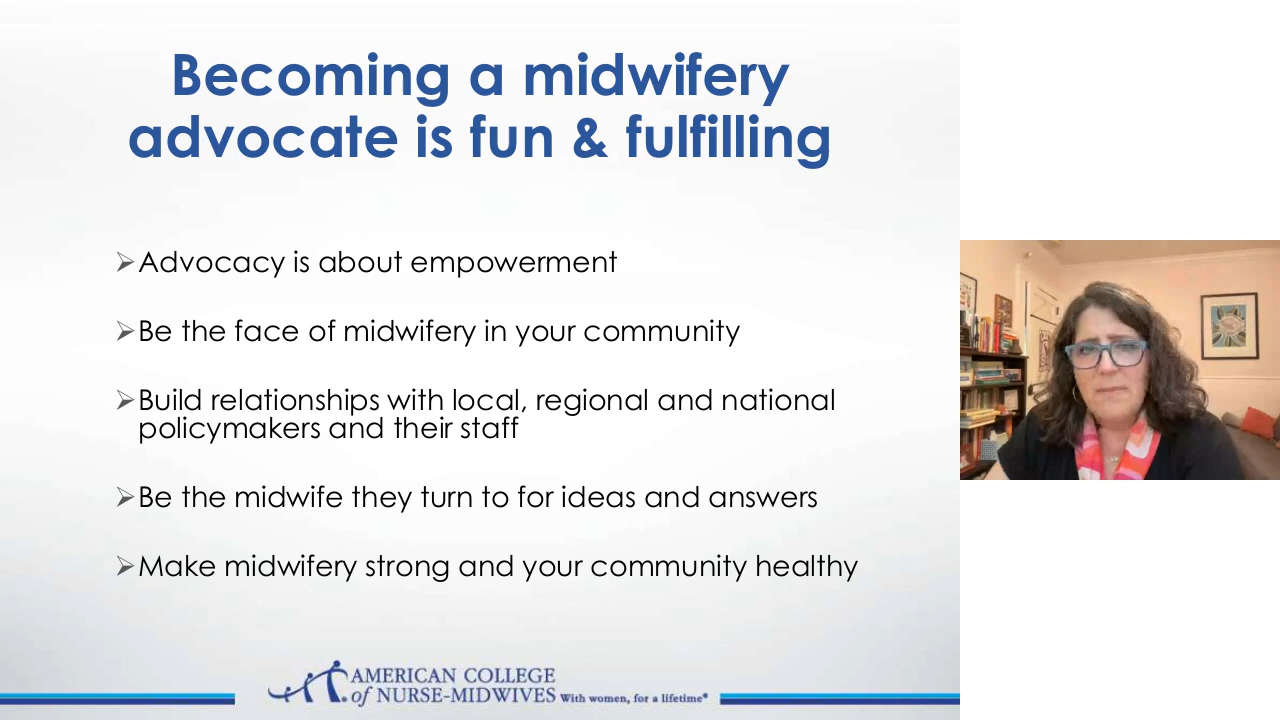 Becoming a midwifery
advocate is fun & fulfilling
➢Advocacy is about empowerment
➢Be the face of midwifery in your community
➢Build relationships with local, regional and national
policymakers and their staff
➢Be the midwife they turn to for ideas and answers
➢Make midwifery strong and your community healthy
AMERICAN COLLEGE
of NURSE-MIDWIVES With women, for a lifetime®